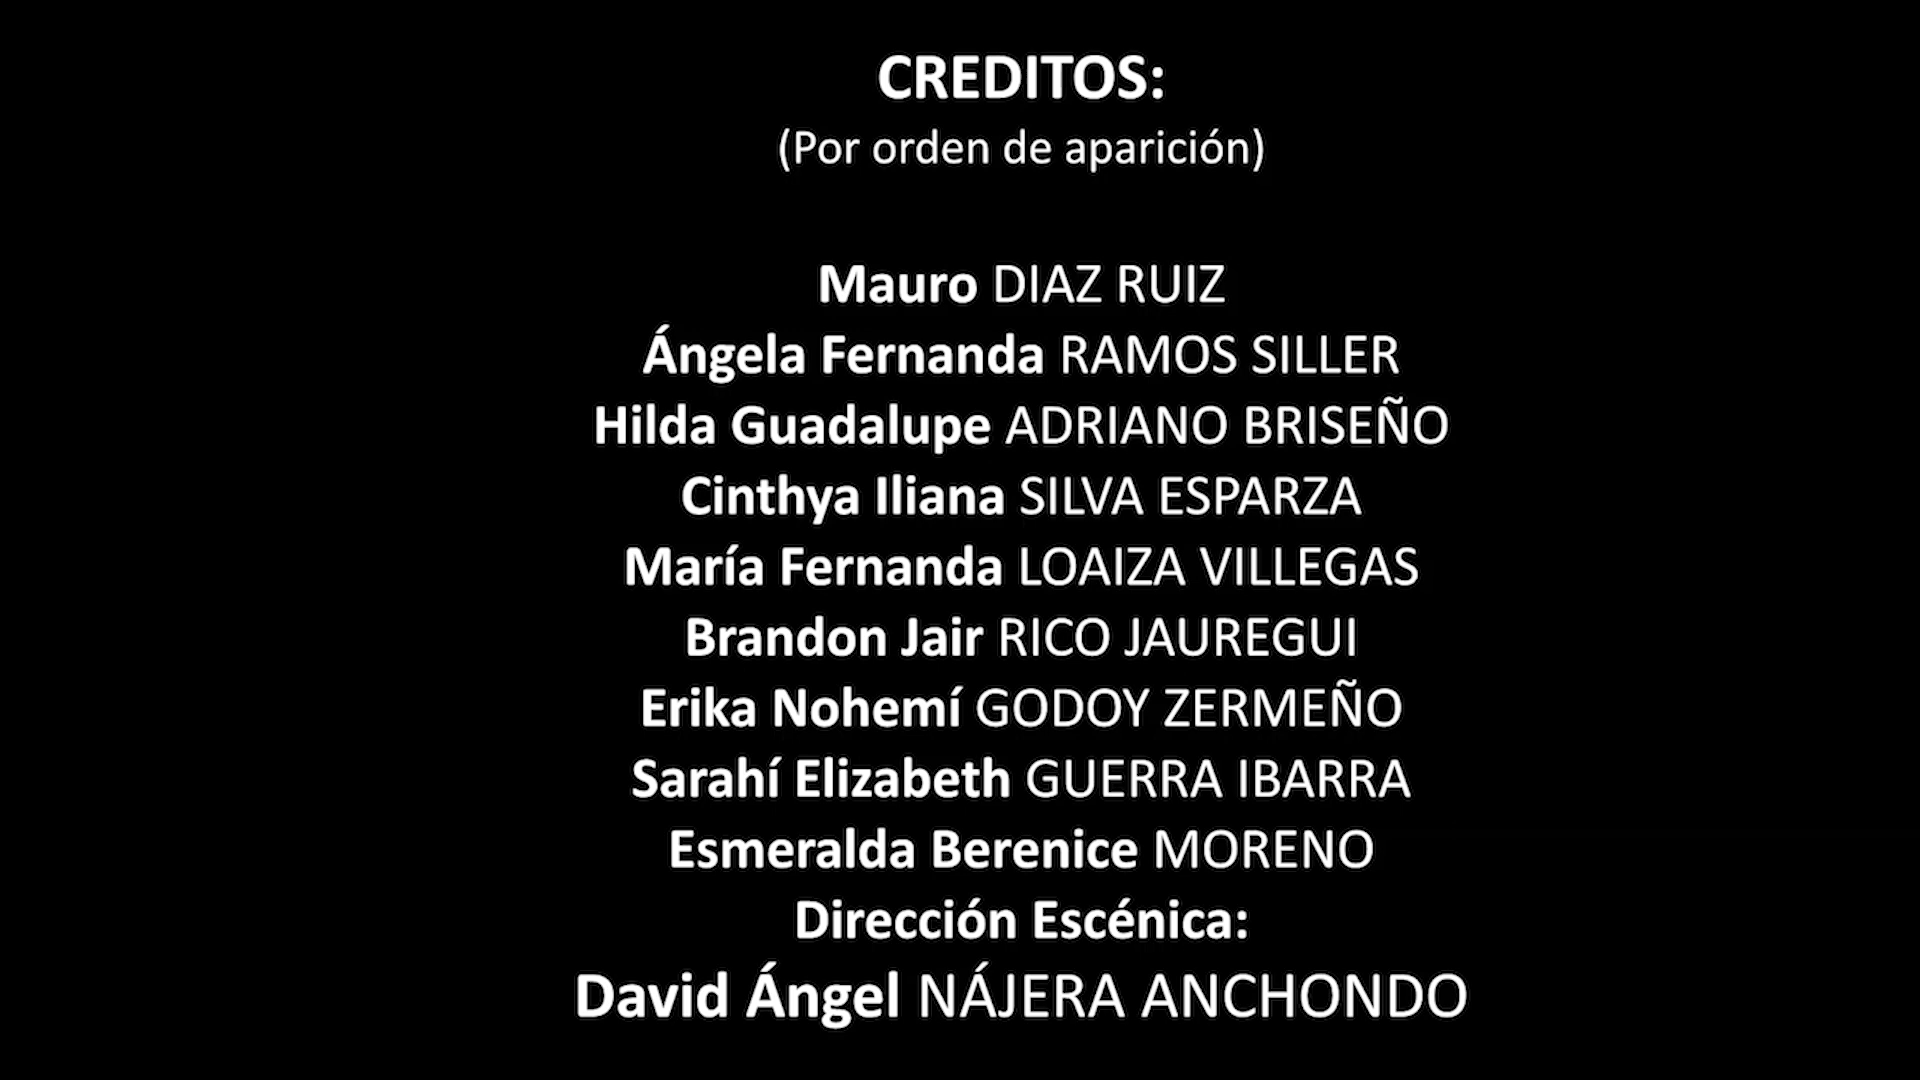 CREDITOS:
(Por orden de aparición)
Mauro DIAZ RUIZ
Ángela Fernanda RAMOS SILLER
Hilda Guadalupe ADRIANO BRISEÑO
Cinthya Iliana SILVA ESPARZA
María Fernanda LOAIZA VILLEGAS
Brandon Jair RICO JAUREGUI
Erika Nohemí GODOY ZERMEÑO
Sarahí Elizabeth GUERRA IBARRA
Esmeralda Berenice MORENO
Dirección Escénica:
David Ángel NÁJERA ANCHONDO